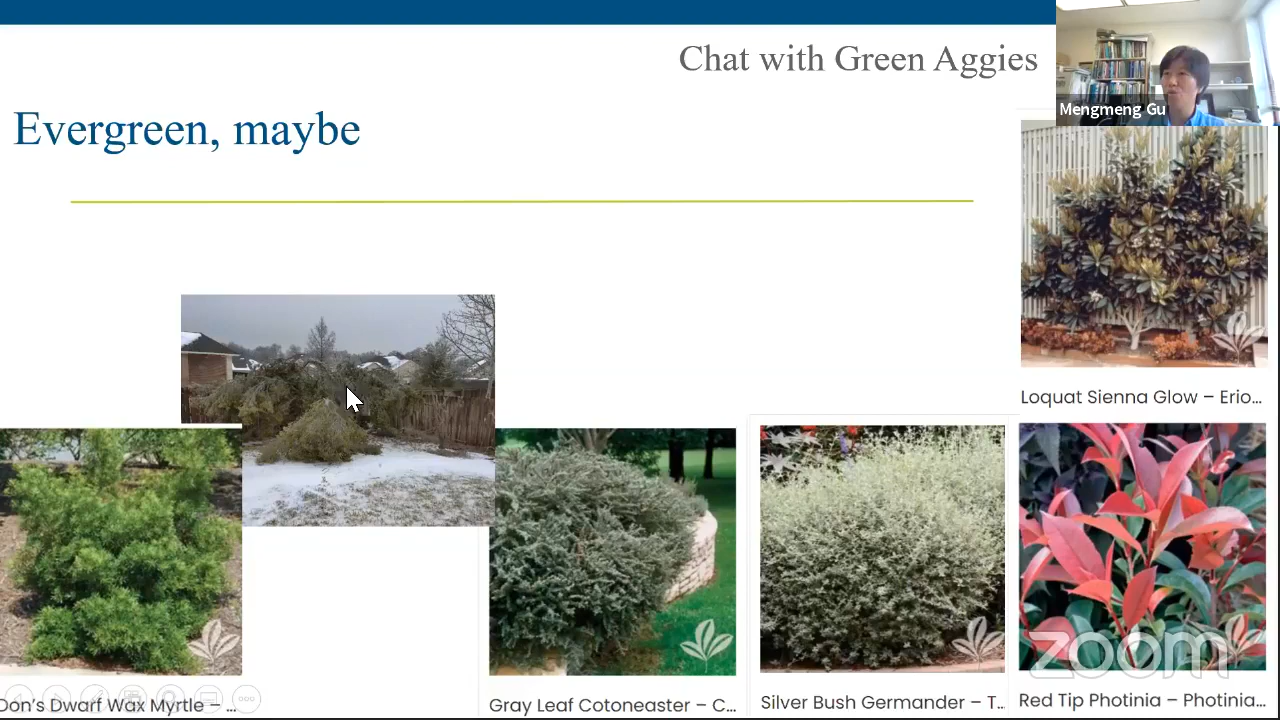 Chat with Green Aggies
Mengmeng Gu
Evergreen, maybe
Loquat Sienna Glow – Erio...
Don's Dwarf Wax Myrtle – ...
Gray Leaf Cotoneaster – C...
Silver Bush Germander – T...
Red Tip Photinia – Photinia...
zoom